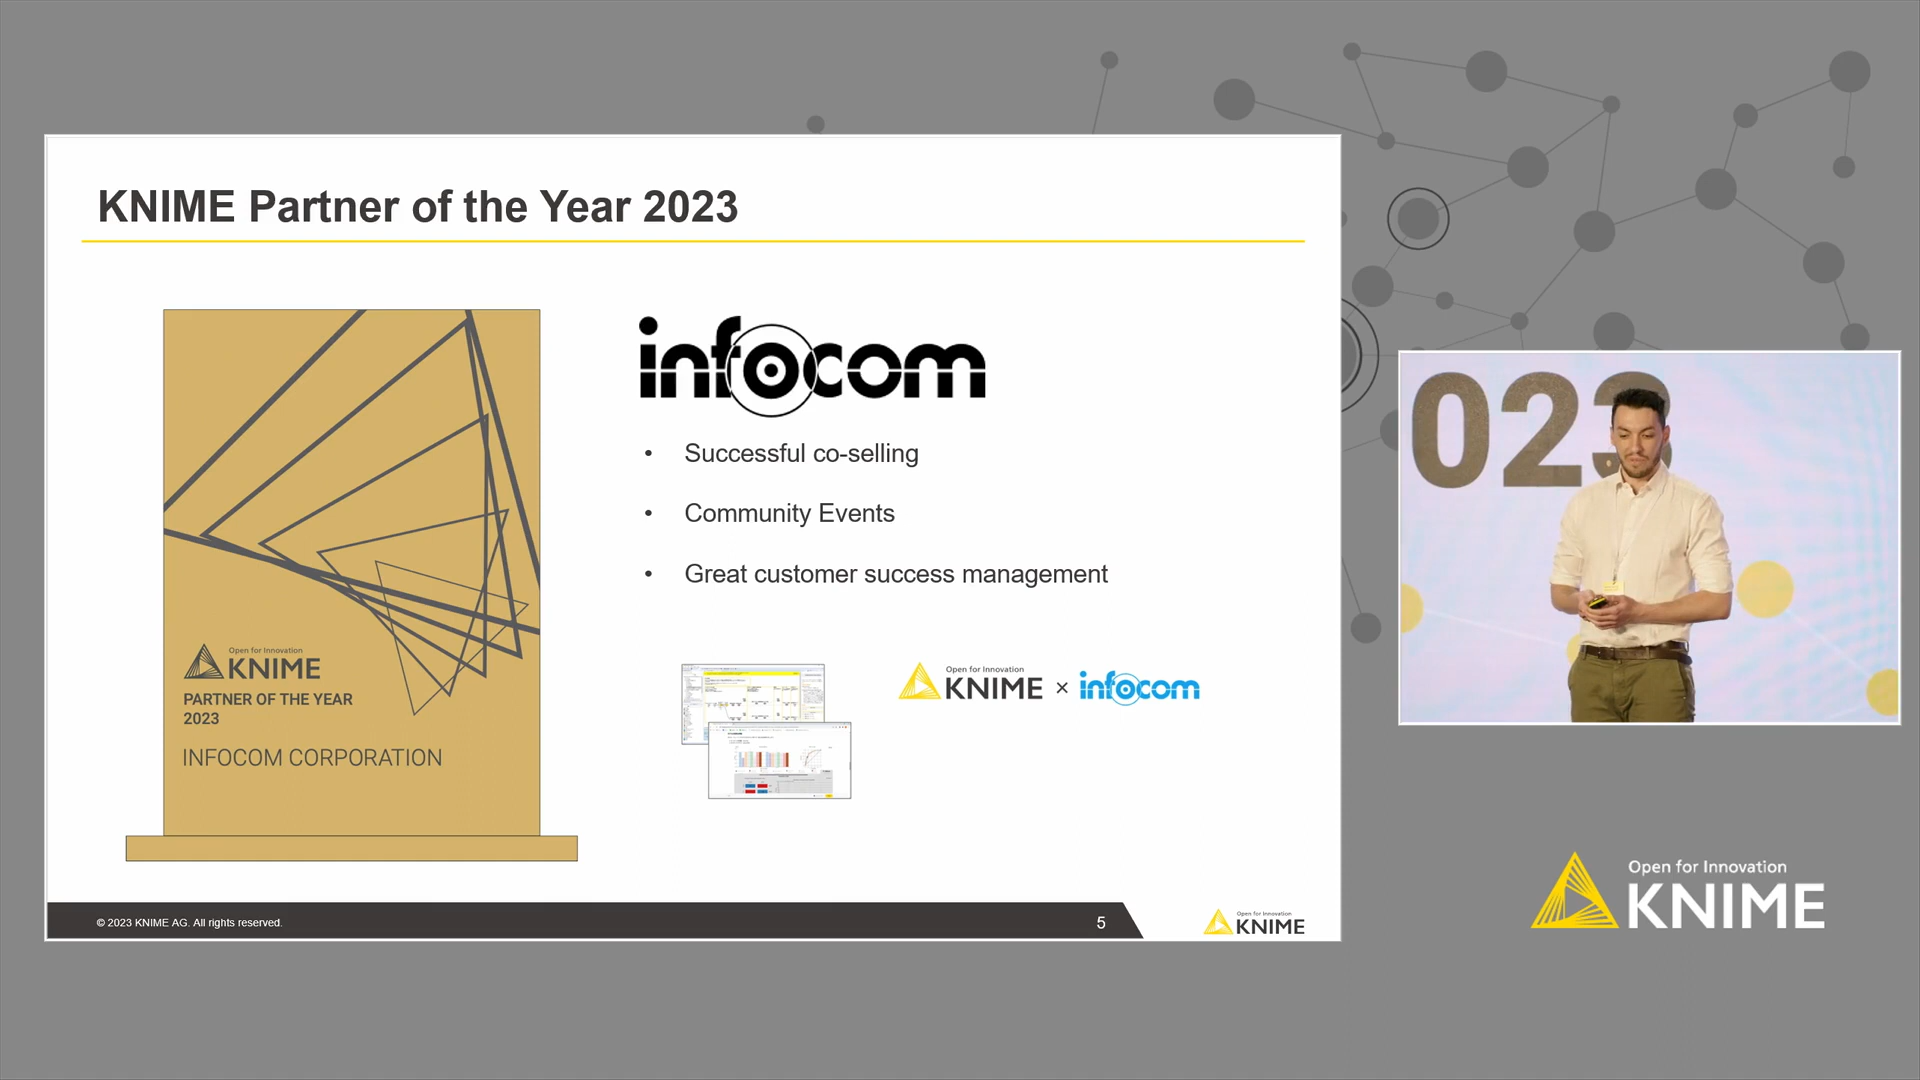 KNIME Partner of the Year 2023
infocom
• Successful co-selling
• Community Events
• Great customer success management
Open for Innovation
KNIME
PARTNER OF THE YEAR
2023
INFOCOM CORPORATION
Open for Innovation
KNIME × infocom
© 2023 KNIME AG. All rights reserved.
5
Open for Innovation
KNIME
023
Open for Innovation
KNIME